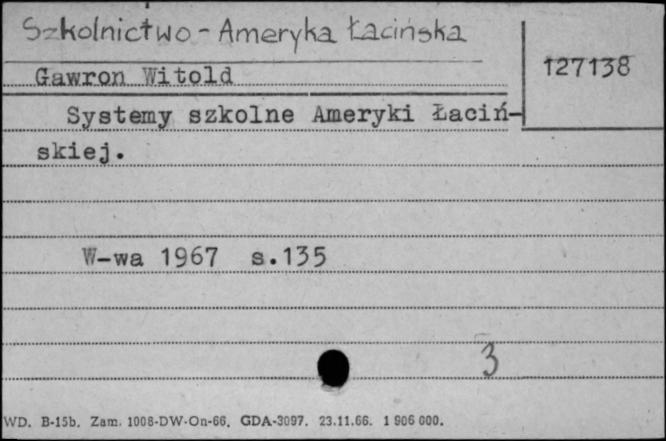 Szkolnictwo - Ameryka Łacińska
127138
Gawron Witold
Systemy szkolne Ameryki Łaciń-
skiej.
W-wa 1967 s.135
3
WD. B-15b. Zam. 1008-DW-On-66. GDA-3097. 23.11.66. 1 906 000.